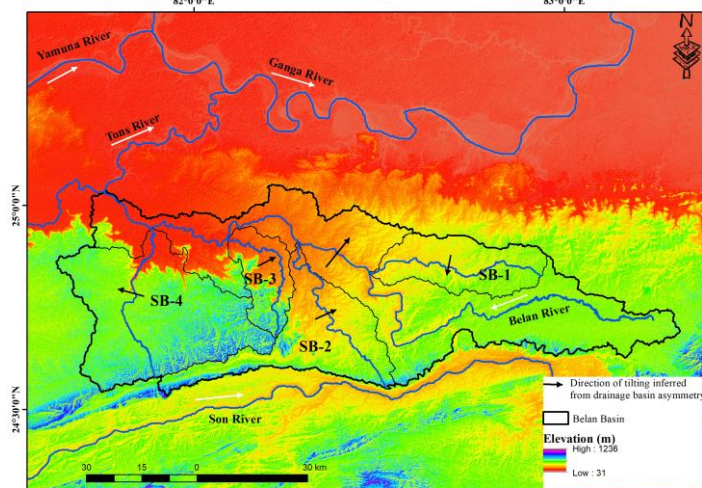 82°0'0"E 83°0'0"E
Yamuna River
Ganga River
N
Tons River
25°0'0"N
SB-1
SB-3
SB-4
Belan River
SB-2
Direction of tilting inferred
from drainage basin asymmetry
Belan Basin
Son River
24°30'0"N
Elevation (m)
High : 1236
Low : 31
30 15 0 30 km